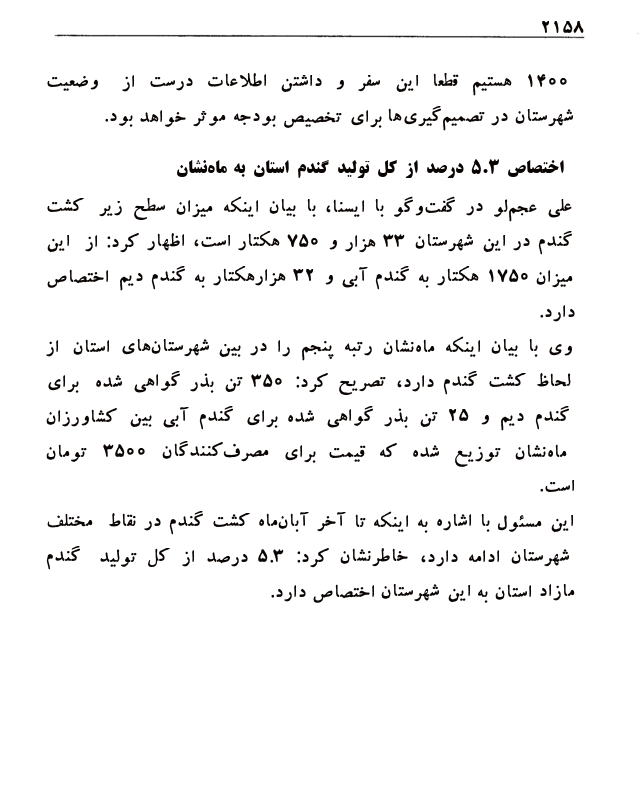 ۲۱۵۸
۱۴۰۰ هستیم قطعا این سفر و داشتن اطلاعات درست از وضعیت
شهرستان در تصمیم‌گیری‌ها برای تخصیص بودجه موثر خواهد بود.
اختصاص ۵.۳ درصد از کل تولید گندم استان به ماه‌نشان
علی عجم‌لو در گفت‌وگو با ایسنا، با بیان اینکه میزان سطح زیر کشت
گندم در این شهرستان ۳۳ هزار و ۷۵۰ هکتار است، اظهار کرد: از این
میزان ۱۷۵۰ هکتار به گندم آبی و ۳۲ هزارهکتار به گندم دیم اختصاص
دارد.
وی با بیان اینکه ماه‌نشان رتبه پنجم را در بین شهرستان‌های استان از
لحاظ کشت گندم دارد، تصریح کرد: ۳۵۰ تن بذر گواهی شده برای
گندم دیم و ۲۵ تن بذر گواهی شده برای گندم آبی بین کشاورزان
ماه‌نشان توزیع شده که قیمت برای مصرف‌کنندگان ۳۵۰۰ تومان
است.
این مسئول با اشاره به اینکه تا آخر آبان‌ماه کشت گندم در نقاط مختلف
شهرستان ادامه دارد، خاطرنشان کرد: ۵.۳ درصد از کل تولید گندم
مازاد استان به این شهرستان اختصاص دارد.